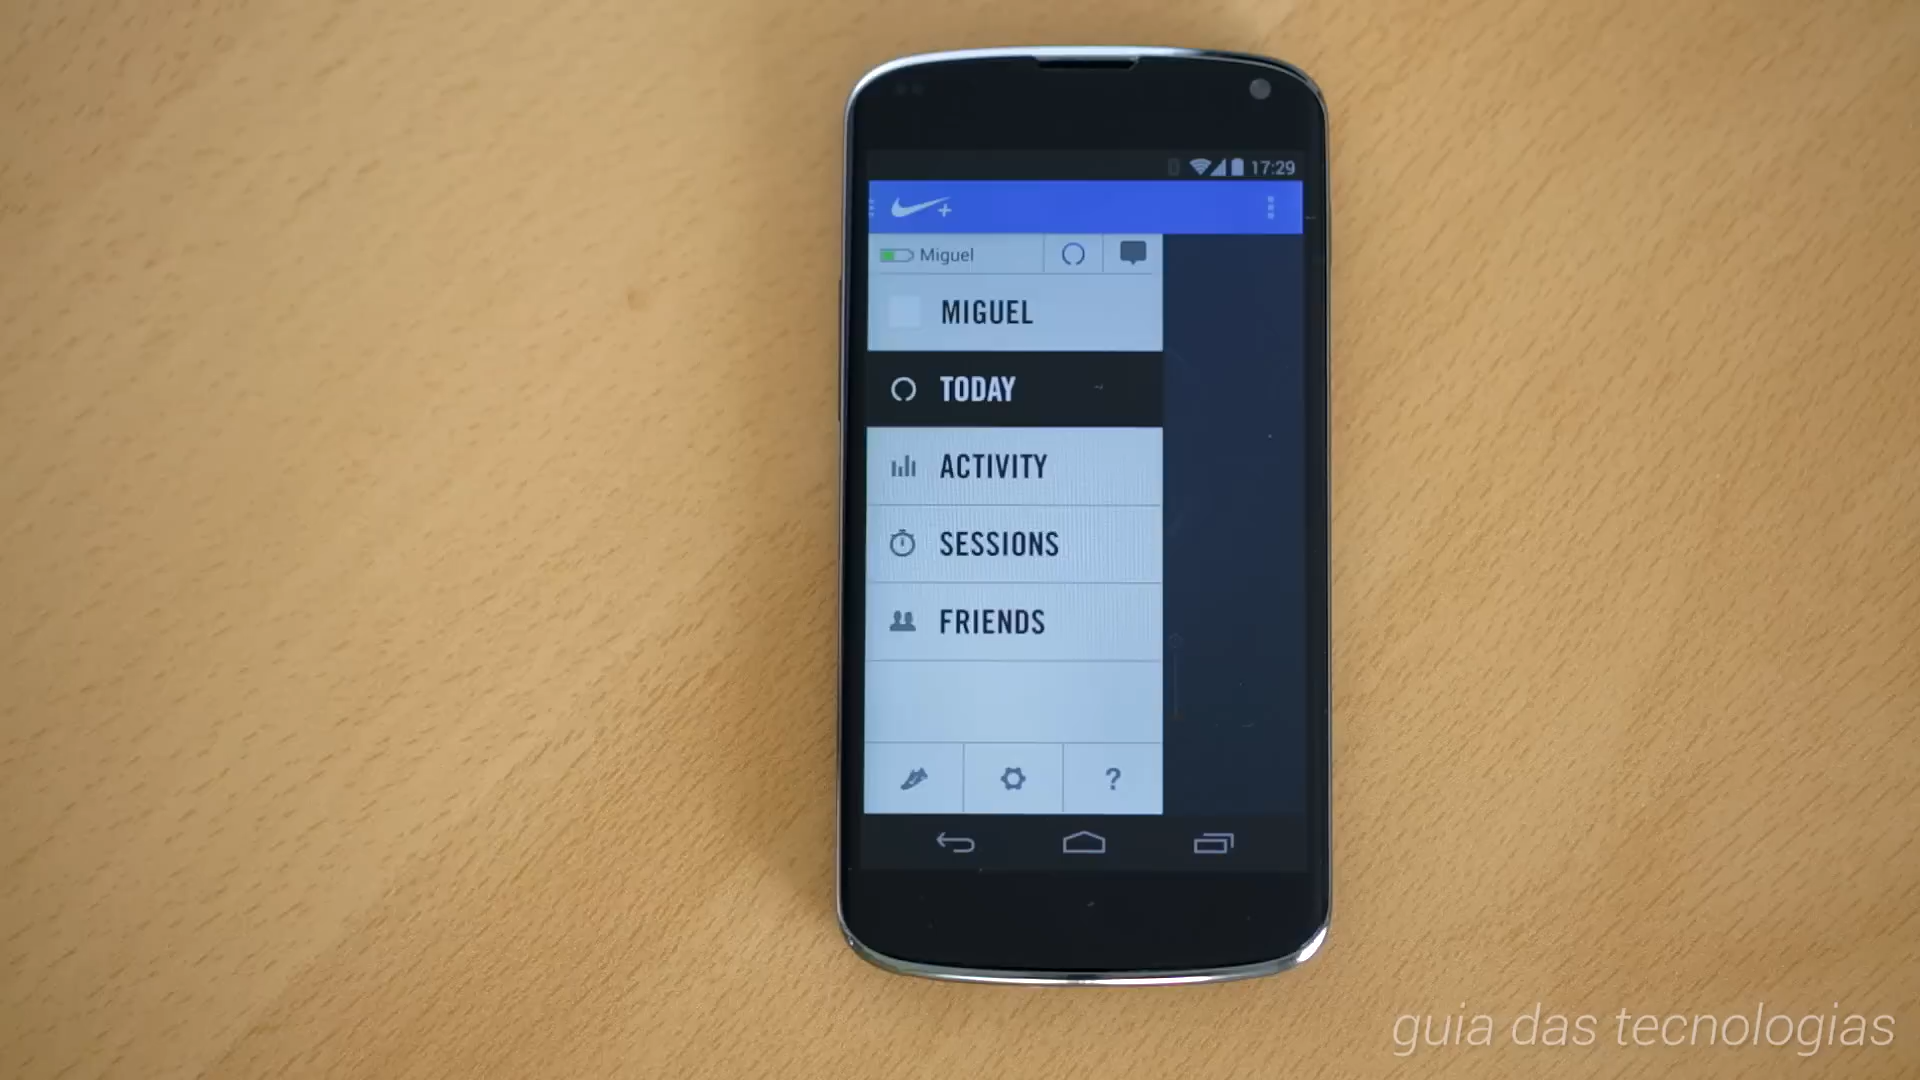 17:29
Miguel
MIGUEL
TODAY
ACTIVITY
SESSIONS
FRIENDS
?
guia das tecnologias